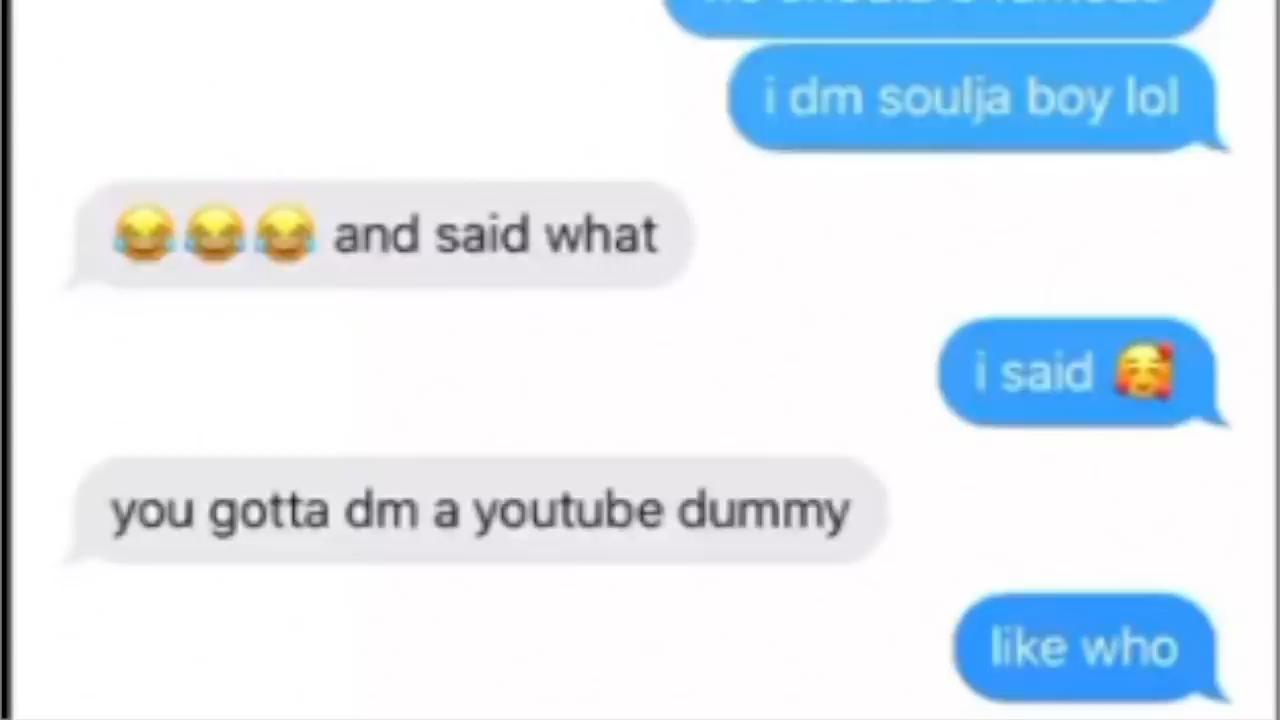 i dm soulja boy lol
😂😂😂 and said what
i said 🥰
you gotta dm a youtube dummy
like who